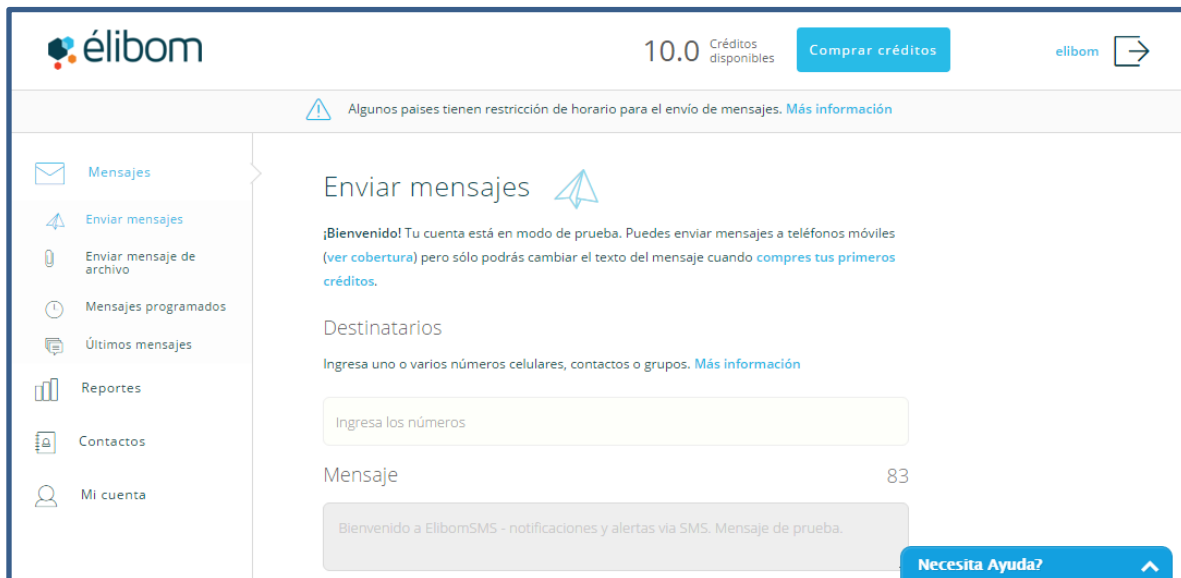 élibom
10.0 Créditos
disponibles
Comprar créditos
elibom
Algunos paises tienen restricción de horario para el envío de mensajes. Más información
Mensajes
Enviar mensajes
Enviar mensaje de
archivo
Mensajes programados
Últimos mensajes
Reportes
Contactos
Mi cuenta
Enviar mensajes
¡Bienvenido! Tu cuenta está en modo de prueba. Puedes enviar mensajes a teléfonos móviles
(ver cobertura) pero sólo podrás cambiar el texto del mensaje cuando compres tus primeros
créditos.
Destinatarios
Ingresa uno o varios números celulares, contactos o grupos. Más información
Ingresa los números
Mensaje 83
Bienvenido a ElibomSMS - notificaciones y alertas via SMS. Mensaje de prueba.
Necesita Ayuda?